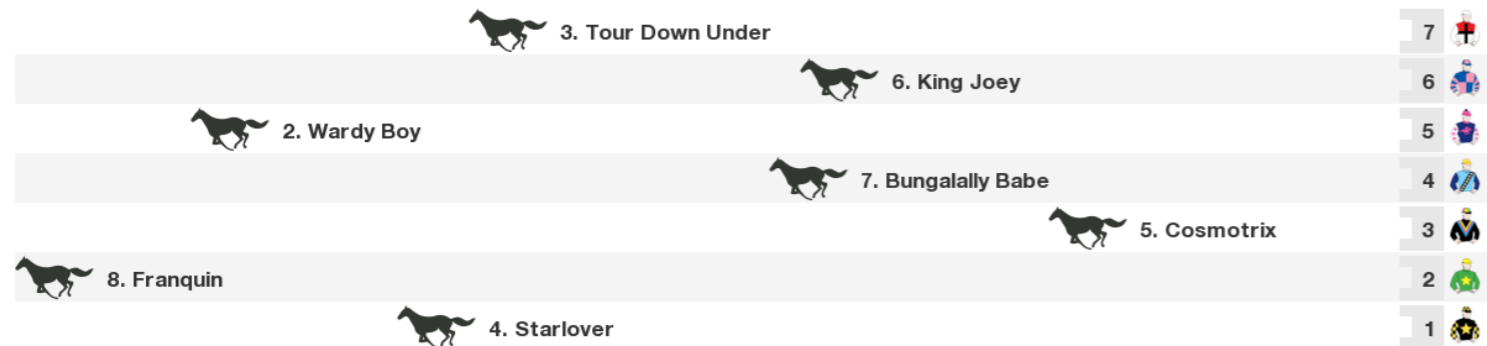 3. Tour Down Under 7
6. King Joey 6
2. Wardy Boy 5
7. Bungalally Babe 4
5. Cosmotrix 3
8. Franquin 2
4. Starlover 1